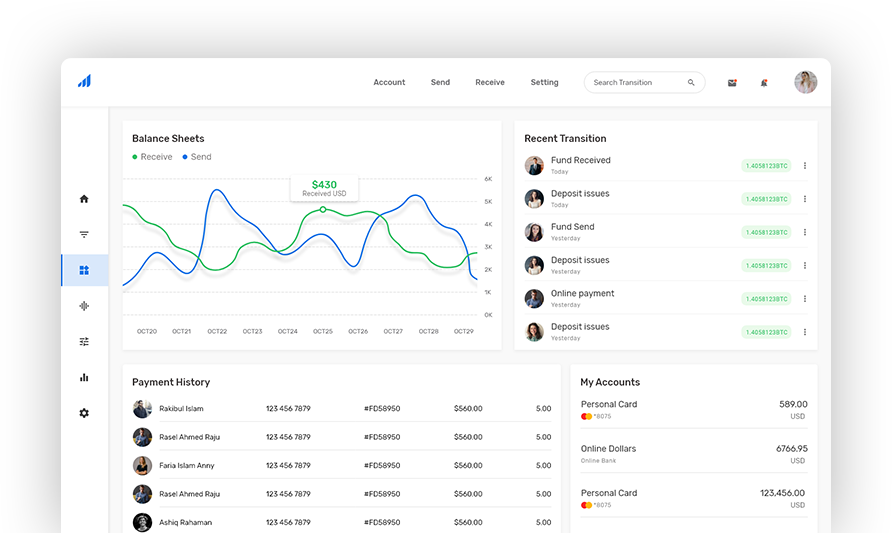 Account Send Receive Setting Search Transition
Balance Sheets
Receive Send
$430
Received USD
6K
5K
4K
3K
2K
1K
0K
OCT20 OCT21 OCT22 OCT23 OCT24 OCT25 OCT26 OCT27 OCT28 OCT29
Recent Transition
Fund Received
Today
1.4058123BTC
Deposit issues
Today
1.4058123BTC
Fund Send
Yesterday
1.4058123BTC
Deposit issues
Yesterday
1.4058123BTC
Online payment
Yesterday
1.4058123BTC
Deposit issues
Yesterday
1.4058123BTC
Payment History
Rakibul Islam 123 456 7879 #FD58950 $560.00 5.00
Rasel Ahmed Raju 123 456 7879 #FD58950 $560.00 5.00
Faria Islam Anny 123 456 7879 #FD58950 $560.00 5.00
Rasel Ahmed Raju 123 456 7879 #FD58950 $560.00 5.00
Ashiq Rahaman 123 456 7879 #FD58950 $560.00 5.00
My Accounts
Personal Card 589.00
*8075 USD
Online Dollars 6766.95
Online Bank USD
Personal Card 123,456.00
*8075 USD